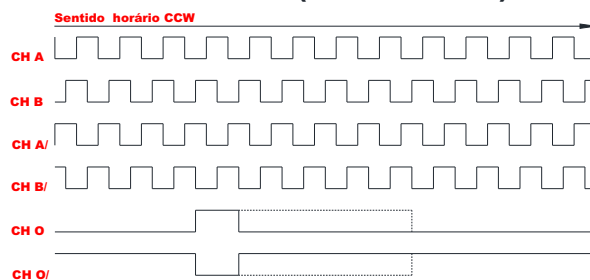 Sentido horário CCW
CH A
CH B
CH A/
CH B/
CH O
CH O/